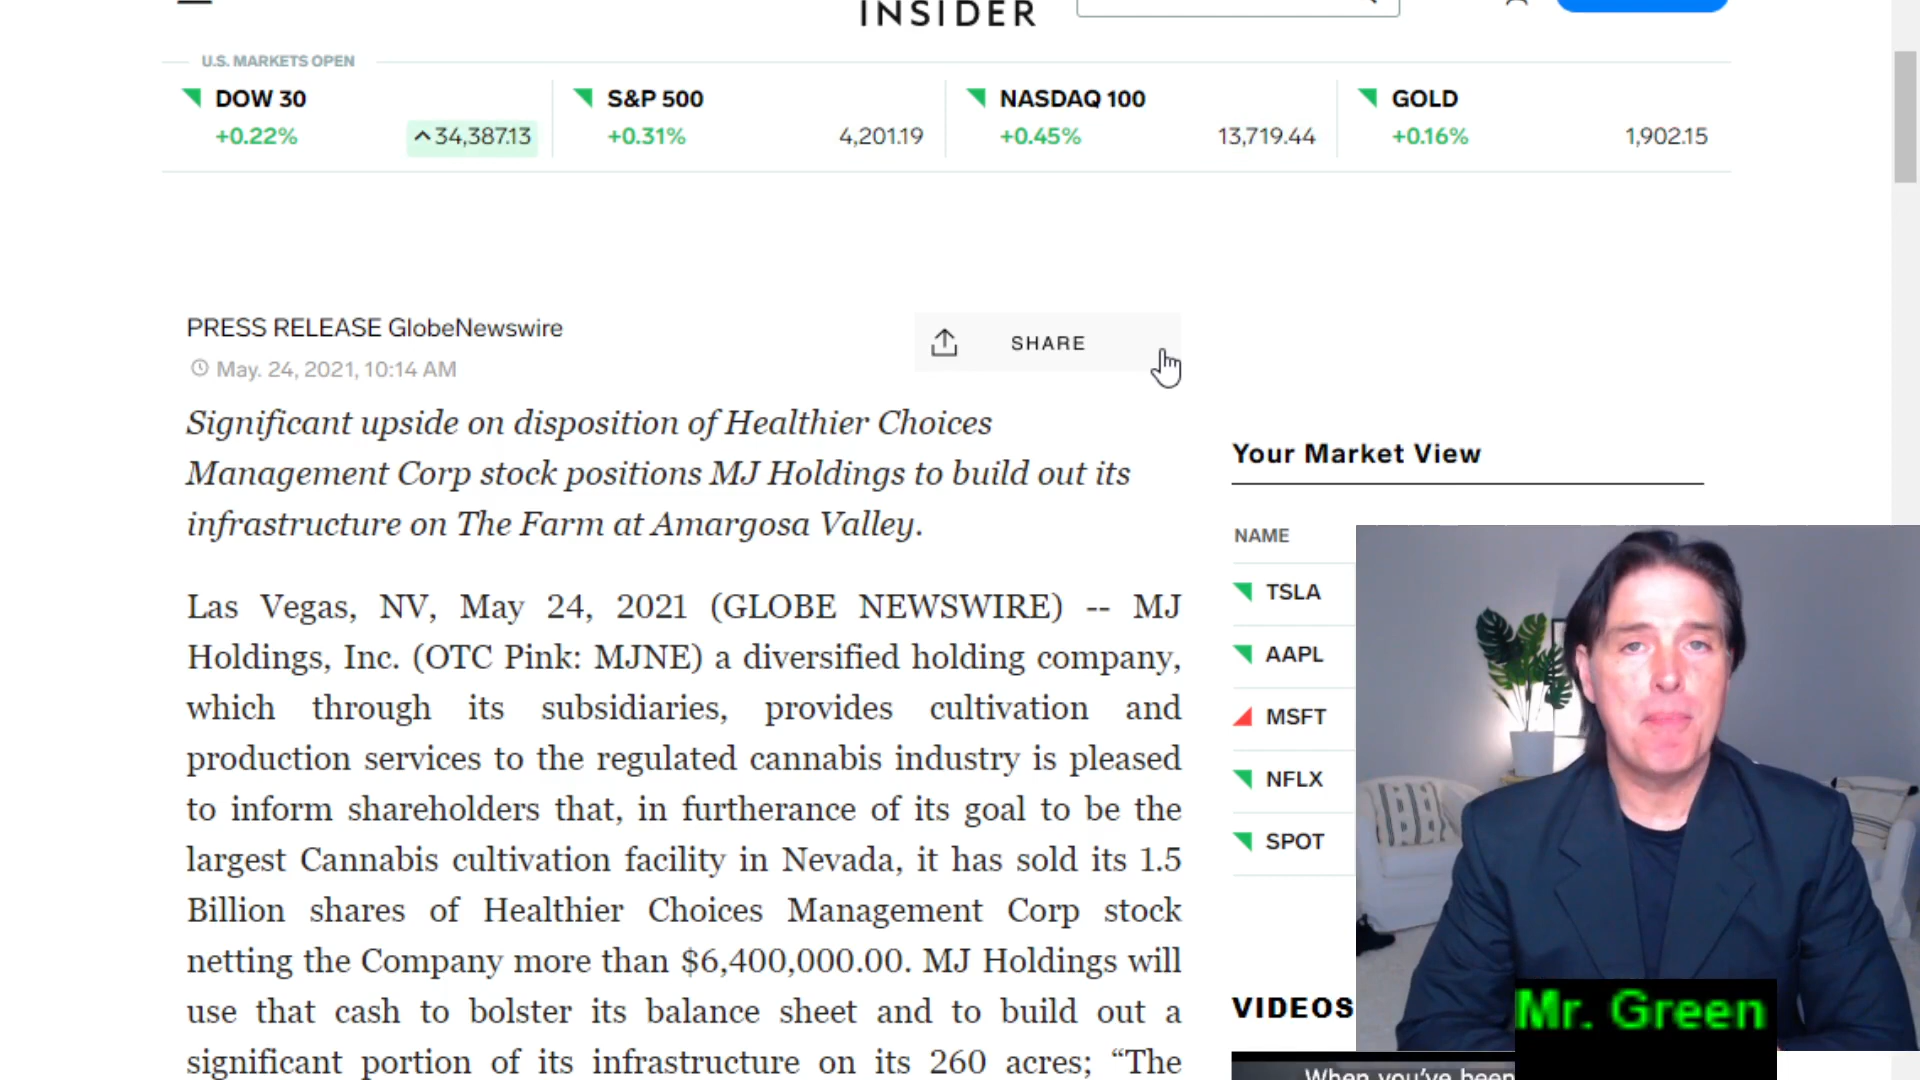 INSIDER
U.S. MARKETS OPEN
DOW 30
+0.22% 34,387.13
S&P 500
+0.31% 4,201.19
NASDAQ 100
+0.45% 13,719.44
GOLD
+0.16% 1,902.15
PRESS RELEASE GlobeNewswire
May. 24, 2021, 10:14 AM
SHARE
Significant upside on disposition of Healthier Choices
Management Corp stock positions MJ Holdings to build out its
infrastructure on The Farm at Amargosa Valley.
Las Vegas, NV, May 24, 2021 (GLOBE NEWSWIRE) -- MJ
Holdings, Inc. (OTC Pink: MJNE) a diversified holding company,
which through its subsidiaries, provides cultivation and
production services to the regulated cannabis industry is pleased
to inform shareholders that, in furtherance of its goal to be the
largest Cannabis cultivation facility in Nevada, it has sold its 1.5
Billion shares of Healthier Choices Management Corp stock
netting the Company more than $6,400,000.00. MJ Holdings will
use that cash to bolster its balance sheet and to build out a
significant portion of its infrastructure on its 260 acres; “The
Your Market View
NAME
TSLA
AAPL
MSFT
NFLX
SPOT
VIDEOS
When you've been
Mr. Green